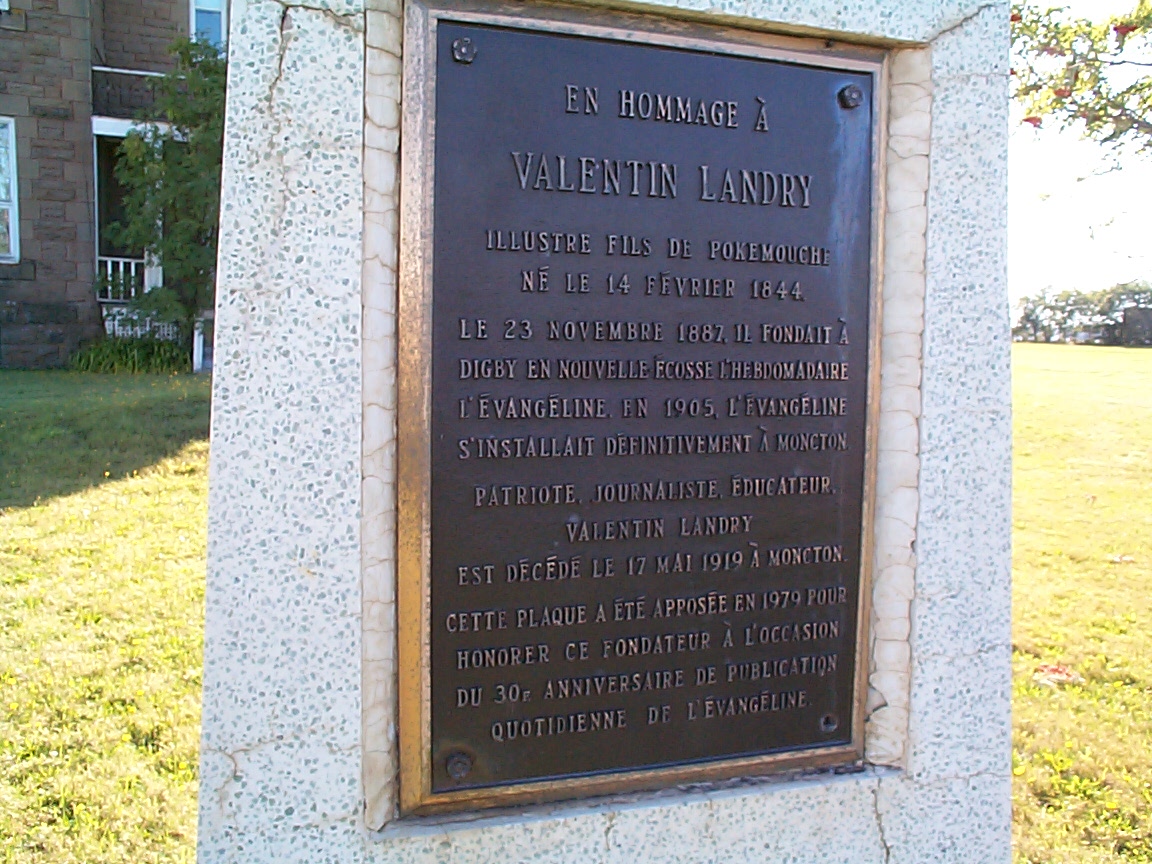 EN HOMMAGE À
VALENTIN LANDRY
ILLUSTRE FILS DE POKEMOUCHE
NÉ LE 14 FÉVRIER 1844.
LE 23 NOVEMBRE 1887, IL FONDAIT À
DIGBY EN NOUVELLE ÉCOSSE L'HEBDOMADAIRE
L'ÉVANGÉLINE. EN 1905, L'ÉVANGÉLINE
S'INSTALLAIT DÉFINITIVEMENT À MONCTON
PATRIOTE, JOURNALISTE, ÉDUCATEUR,
VALENTIN LANDRY
EST DÉCÉDÉ LE 17 MAI 1919 À MONCTON.
CETTE PLAQUE A ÉTÉ APPOSÉE EN 1979 POUR
HONORER CE FONDATEUR À L'OCCASION
DU 30E ANNIVERSAIRE DE PUBLICATION
QUOTIDIENNE DE L'ÉVANGÉLINE.